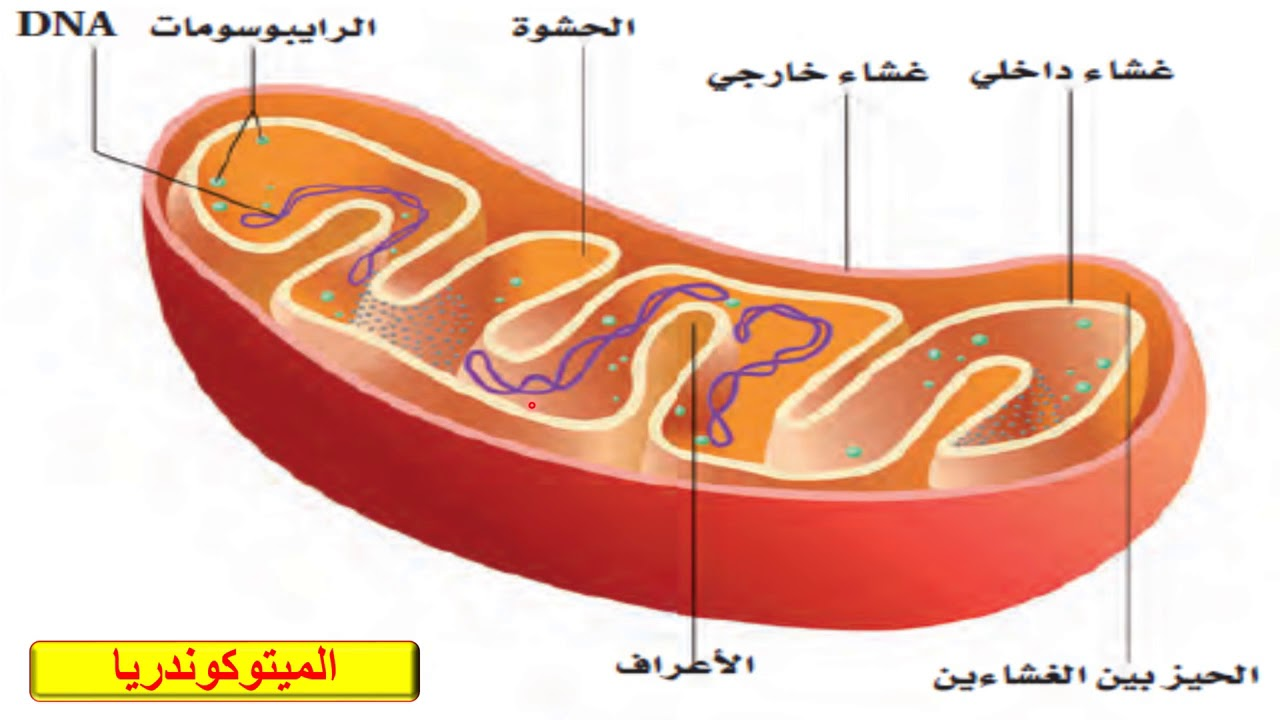 DNA
الرايبوسومات
الحشوة
غشاء خارجي
غشاء داخلي
الأعراف
الحيز بين الغشاءين
الميتوكوندريا